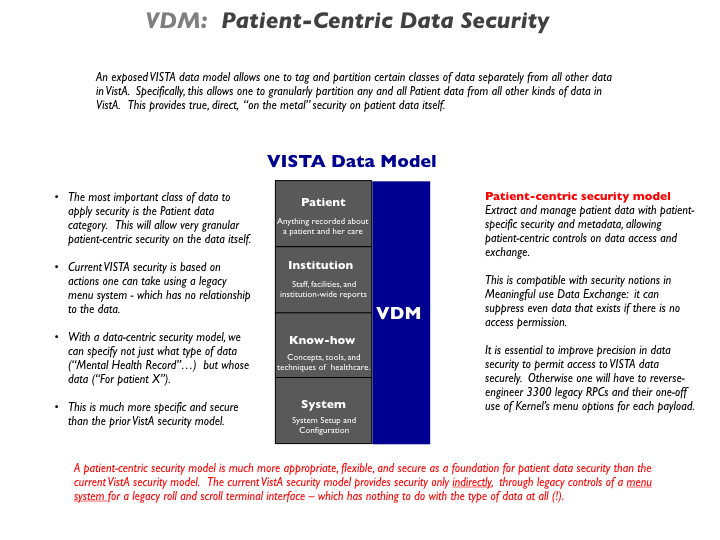 VDM: Patient-Centric Data Security
An exposed VISTA data model allows one to tag and partition certain classes of data separately from all other data
in VistA. Specifically, this allows one to granularly partition any and all Patient data from all other kinds of data in
VistA. This provides true, direct, “on the metal” security on patient data itself.
VISTA Data Model
• The most important class of data to
apply security is the Patient data
category. This will allow very granular
patient-centric security on the data itself.
• Current VISTA security is based on
actions one can take using a legacy
menu system - which has no relationship
to the data.
• With a data-centric security model, we
can specify not just what type of data
(“Mental Health Record”…) but whose
data (“For patient X”).
• This is much more specific and secure
than the prior VistA security model.
Patient
Anything recorded about
a patient and her care
Institution
Staff, facilities, and
institution-wide reports
Know-how
Concepts, tools, and
techniques of healthcare.
System
System Setup and
Configuration
VDM
Patient-centric security model
Extract and manage patient data with patient-
specific security and metadata, allowing
patient-centric controls on data access and
exchange.
This is compatible with security notions in
Meaningful use Data Exchange: it can
suppress even data that exists if there is no
access permission.
It is essential to improve precision in data
security to permit access to VISTA data
securely. Otherwise one will have to reverse-
engineer 3300 legacy RPCs and their one-off
use of Kernel’s menu options for each payload.
A patient-centric security model is much more appropriate, flexible, and secure as a foundation for patient data security than the
current VistA security model. The current VistA security model provides security only indirectly, through legacy controls of a menu
system for a legacy roll and scroll terminal interface – which has nothing to do with the type of data at all (!).